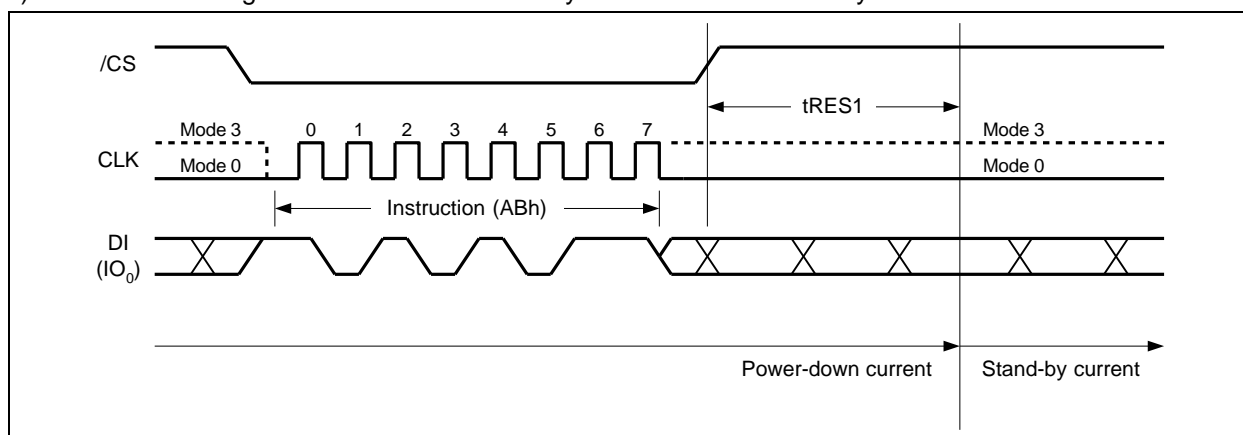 /CS
tRES1
Mode 3 0 1 2 3 4 5 6 7 Mode 3
CLK
Mode 0 Mode 0
Instruction (ABh)
DI
(IO₀)
Power-down current Stand-by current